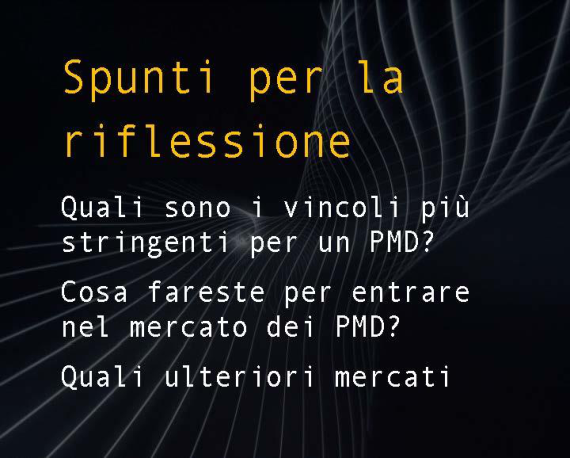 Spunti per la
riflessione
Quali sono i vincoli più
stringenti per un PMD?
Cosa fareste per entrare
nel mercato dei PMD?
Quali ulteriori mercati